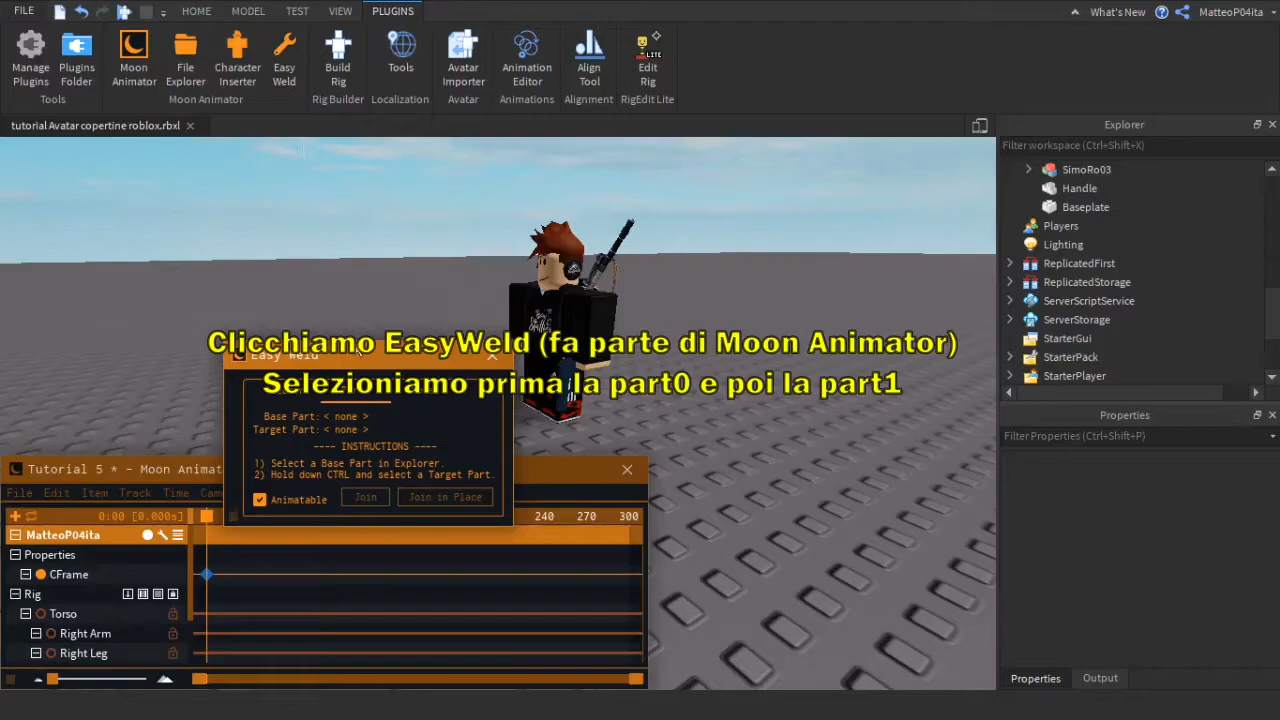 FILE
HOME
MODEL
TEST
VIEW
PLUGINS
What's New
MatteoP04ita
Manage Plugins
Plugins Folder
Moon Animator
File Explorer
Character Inserter
Easy Weld
Build Rig
Tools
Avatar Importer
Animation Editor
Align Tool
LITE
Edit Rig
Tools
Moon Animator
Rig Builder
Localization
Avatar
Animations
Alignment
RigEdit Lite
tutorial Avatar copertine roblox.rbxl
Explorer
Filter workspace (Ctrl+Shift+X)
SimoRo03
Handle
Baseplate
Players
Lighting
ReplicatedFirst
ReplicatedStorage
ServerScriptService
ServerStorage
StarterGui
StarterPack
StarterPlayer
Properties
Filter Properties (Ctrl+Shift+P)
Properties
Output
Clicchiamo EasyWeld (fa parte di Moon Animator)
Selezioniamo prima la part0 e poi la part1
Easy Weld
Base Part: < none >
Target Part: < none >
---- INSTRUCTIONS ----
1) Select a Base Part in Explorer.
2) Hold down CTRL and select a Target Part.
Animatable
Join
Join in Place
Tutorial 5 * - Moon Animat
File Edit Item Track Time Cam
0:00 [0.000s]
240 270 300
MatteoP04ita
Properties
CFrame
Rig
Torso
Right Arm
Right Leg